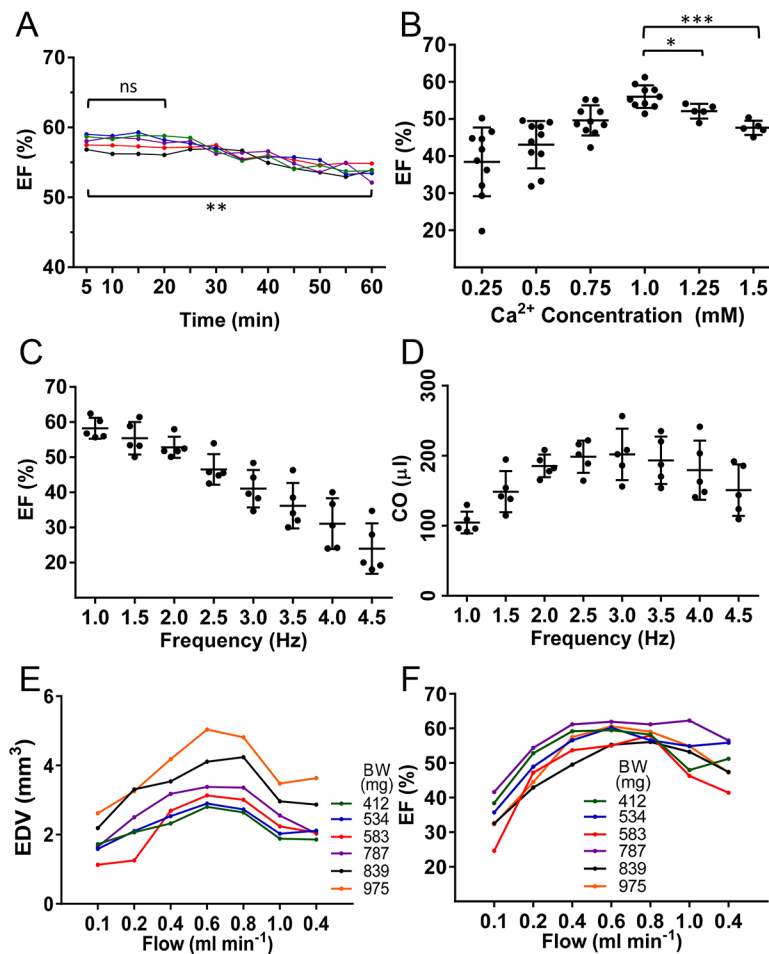 A
70
60
50
40
EF (%)
ns
**
5 10 20 30 40 50 60
Time (min)
B
70
60
50
40
30
20
EF (%)
***
*
0.25 0.5 0.75 1.0 1.25 1.5
Ca2+ Concentration (mM)
C
70
60
50
40
30
20
EF (%)
1.0 1.5 2.0 2.5 3.0 3.5 4.0 4.5
Frequency (Hz)
D
300
200
100
0
CO (µl)
1.0 1.5 2.0 2.5 3.0 3.5 4.0 4.5
Frequency (Hz)
E
6
4
2
0
EDV (mm3)
BW
(mg)
412
534
583
787
839
975
0.1 0.2 0.4 0.6 0.8 1.0 0.4
Flow (ml min-1)
F
70
60
50
40
30
20
EF (%)
BW
(mg)
412
534
583
787
839
975
0.1 0.2 0.4 0.6 0.8 1.0 0.4
Flow (ml min-1)